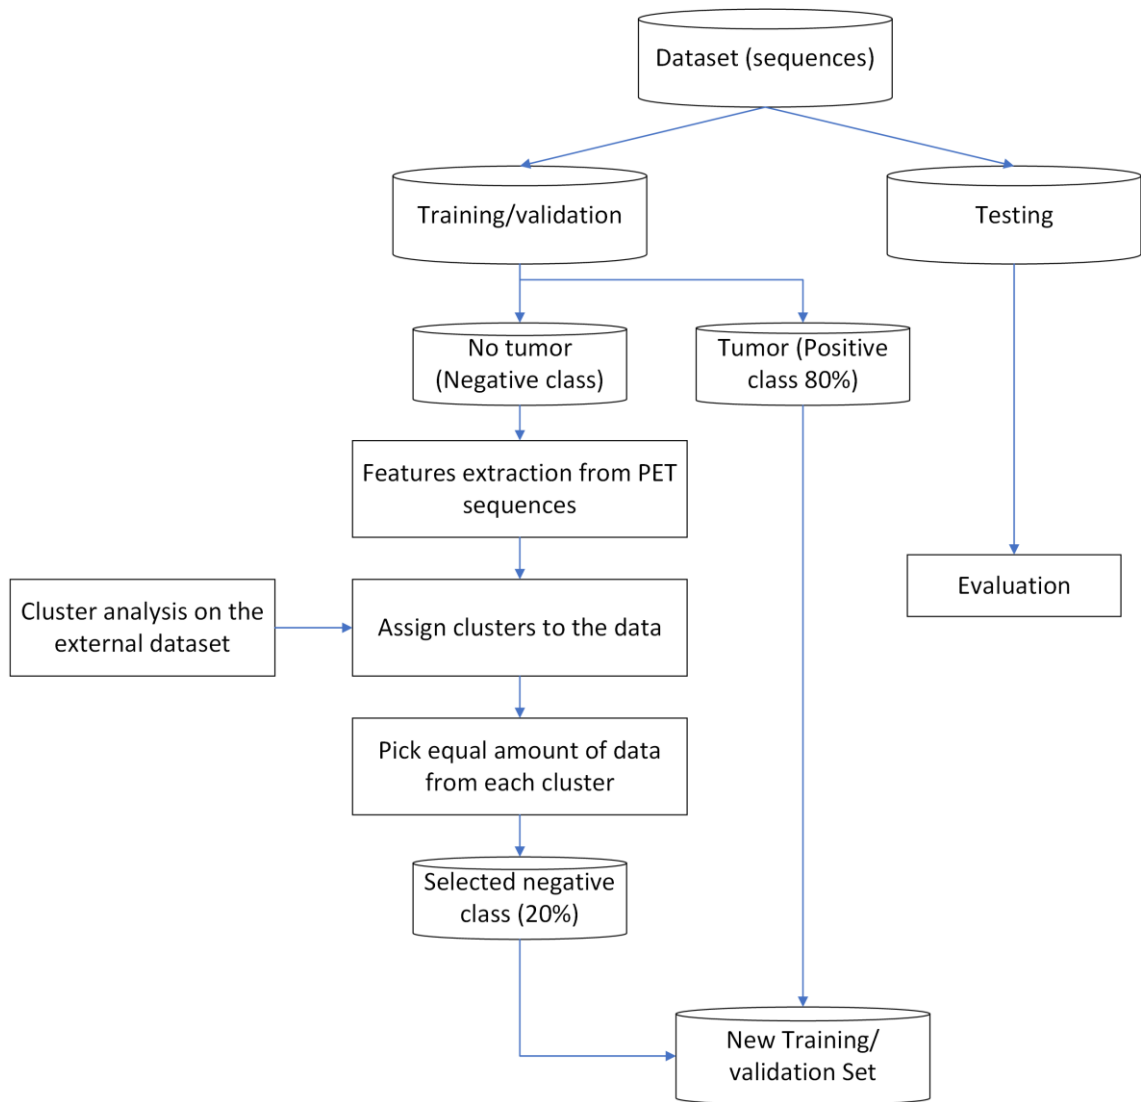 Dataset (sequences)
Training/validation
Testing
No tumor
(Negative class)
Tumor (Positive
class 80%)
Features extraction from PET
sequences
Cluster analysis on the
external dataset
Assign clusters to the data
Evaluation
Pick equal amount of data
from each cluster
Selected negative
class (20%)
New Training/
validation Set